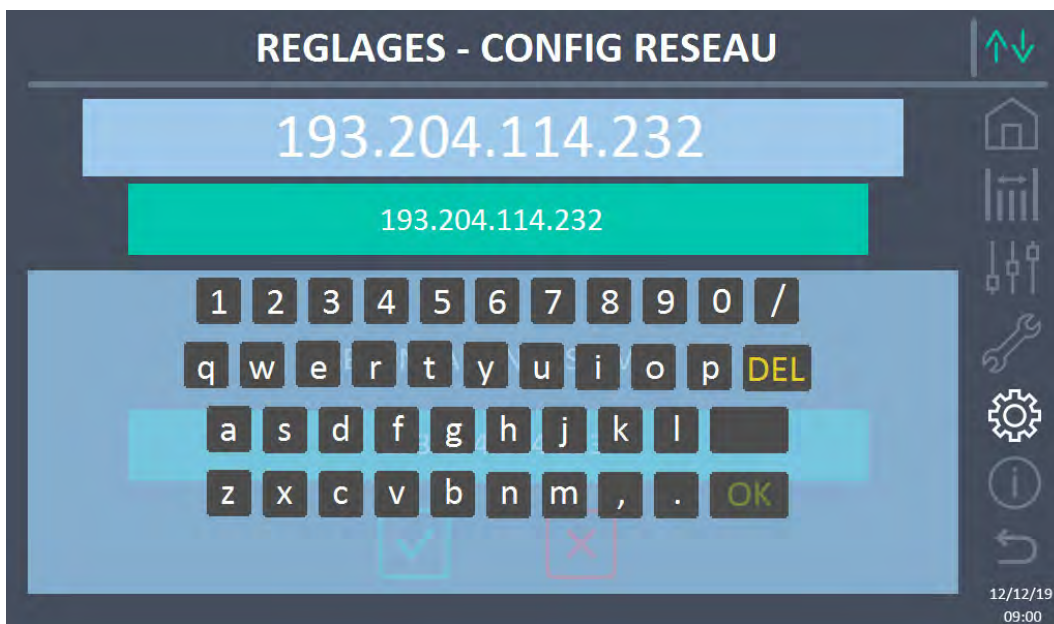 REGLAGES - CONFIG RESEAU
193.204.114.232
193.204.114.232
1 2 3 4 5 6 7 8 9 0 /
q w e r t y u i o p DEL
a s d f g h j k l
z x c v b n m , . OK
12/12/19
09:00